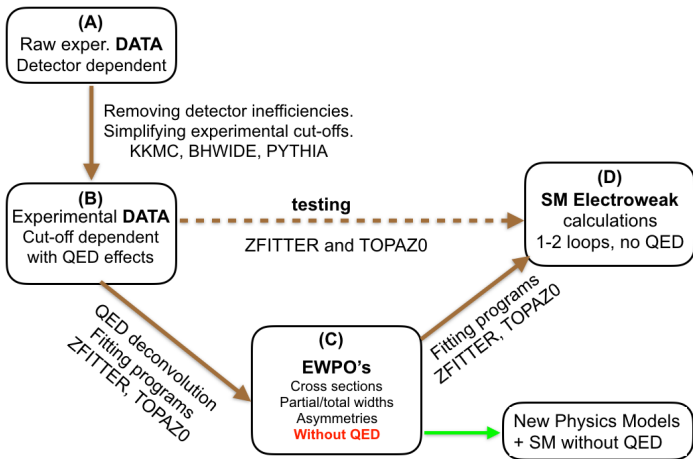 (A)
Raw exper. DATA
Detector dependent
Removing detector inefficiencies.
Simplifying experimental cut-offs.
KKMC, BHWIDE, PYTHIA
(B)
Experimental DATA
Cut-off dependent
with QED effects
testing
ZFITTER and TOPAZ0
(D)
SM Electroweak
calculations
1-2 loops, no QED
QED deconvolution
Fitting programs
ZFITTER, TOPAZ0
(C)
EWPO's
Cross sections
Partial/total widths
Asymmetries
Without QED
Fitting programs
ZFITTER, TOPAZ0
New Physics Models
+ SM without QED